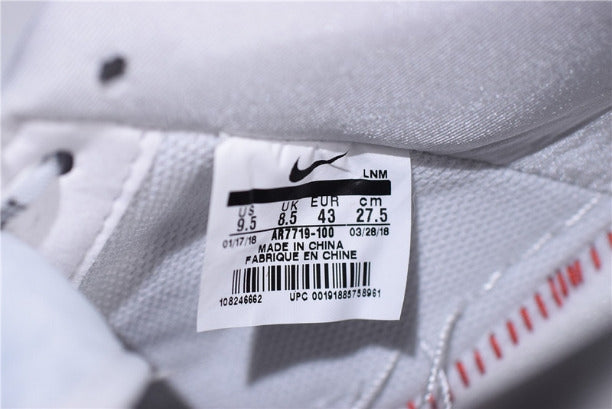 LNM
US UK EUR cm
9.5 8.5 43 27.5
01/17/18 AR7719-100 03/28/18
MADE IN CHINA
FABRIQUE EN CHINE
108246662 UPC 00191885758961